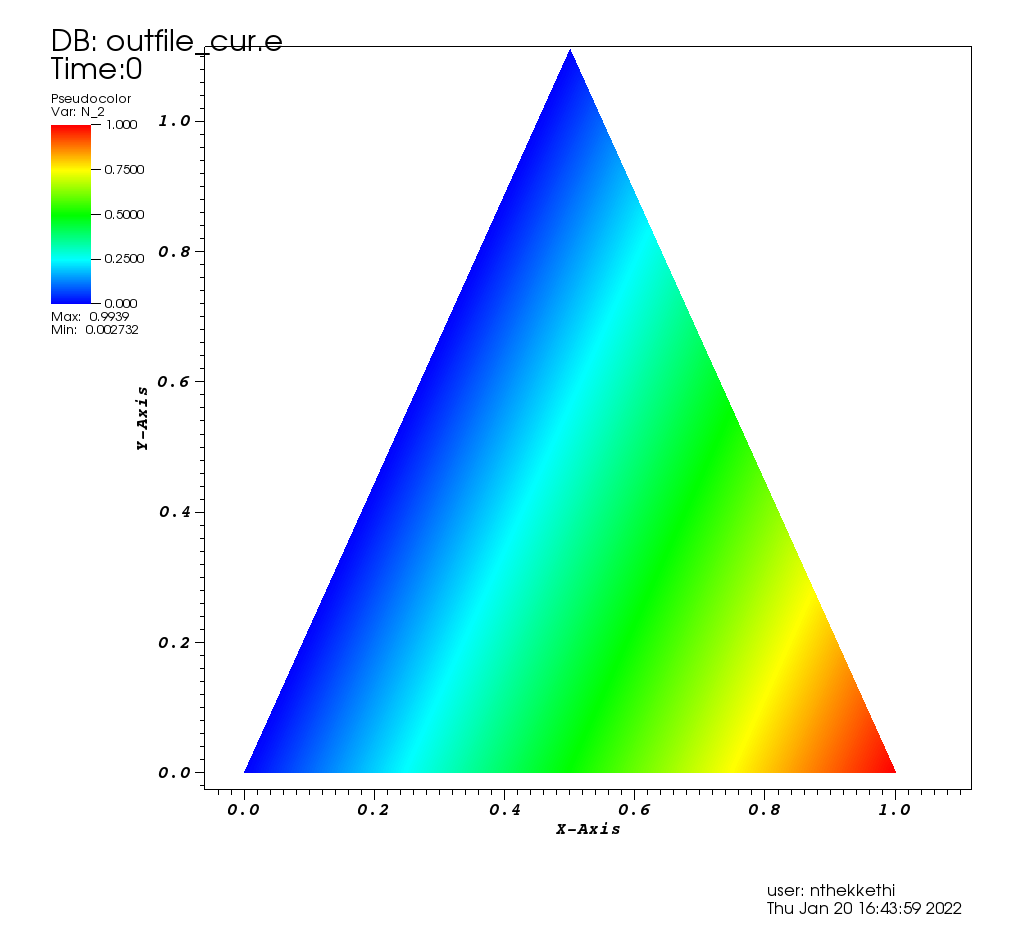 DB: outfile_cur.e
Time:0
Pseudocolor
Var: N_2
1.000
0.7500
0.5000
0.2500
0.000
Max: 0.9939
Min: 0.002732
1.0
0.8
0.6
0.4
0.2
0.0
Y-Axis
0.0 0.2 0.4 0.6 0.8 1.0
X-Axis
user: nthekkethi
Thu Jan 20 16:43:59 2022